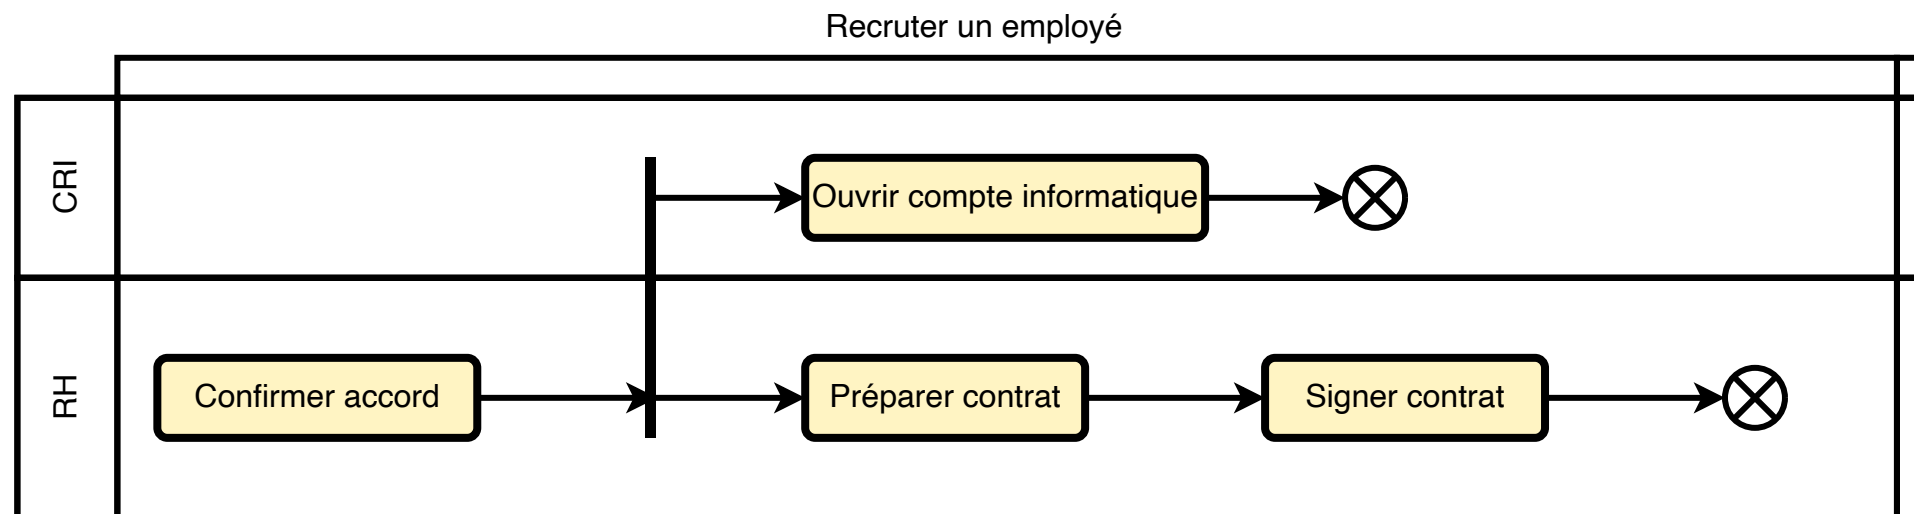 Recruter un employé
CRI
Ouvrir compte informatique
RH
Confirmer accord
Préparer contrat
Signer contrat